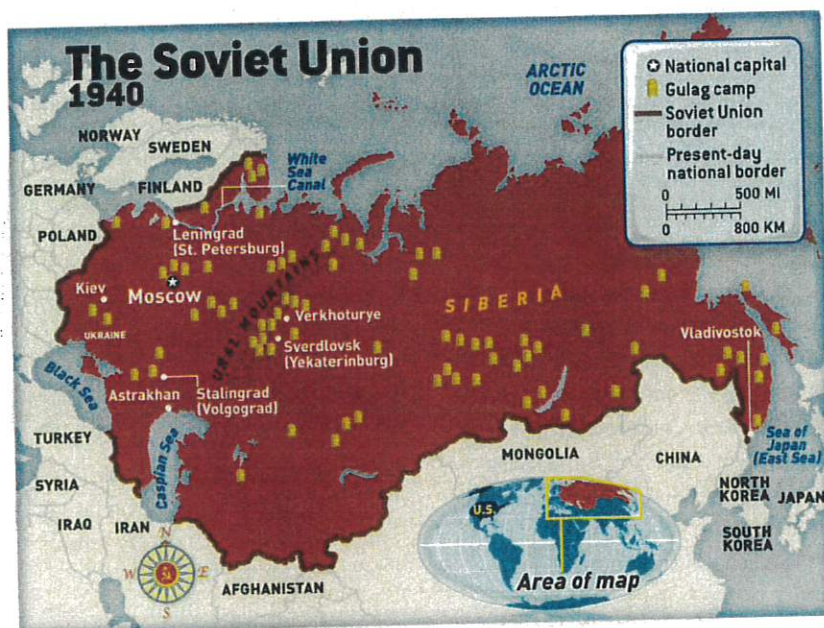 The Soviet Union
1940
National capital
Gulag camp
Soviet Union
border
Present-day
national border
0 500 MI
0 800 KM
ARCTIC
OCEAN
NORWAY
SWEDEN
White
Sea
Canal
GERMANY
FINLAND
POLAND
Leningrad
(St. Petersburg)
Kiev
Moscow
URAL MOUNTAINS
SIBERIA
UKRAINE
Verkhoturye
Vladivostok
Sverdlovsk
(Yekaterinburg)
Black Sea
Astrakhan
Stalingrad
(Volgograd)
TURKEY
Caspian Sea
Sea of
Japan
(East Sea)
MONGOLIA
CHINA
SYRIA
NORTH
KOREA
JAPAN
U.S.
IRAQ
IRAN
SOUTH
KOREA
N
W E
S
AFGHANISTAN
Area of map